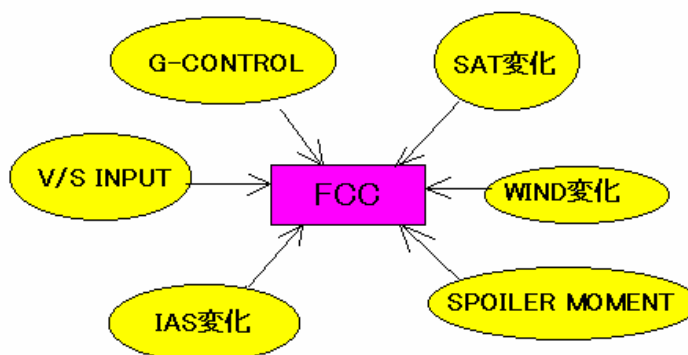 G-CONTROL
SAT変化
V/S INPUT
FCC
WIND変化
IAS変化
SPOILER MOMENT